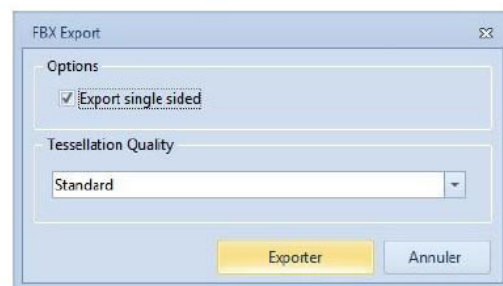 FBX Export
Options
Export single sided
Tessellation Quality
Standard
Exporter
Annuler